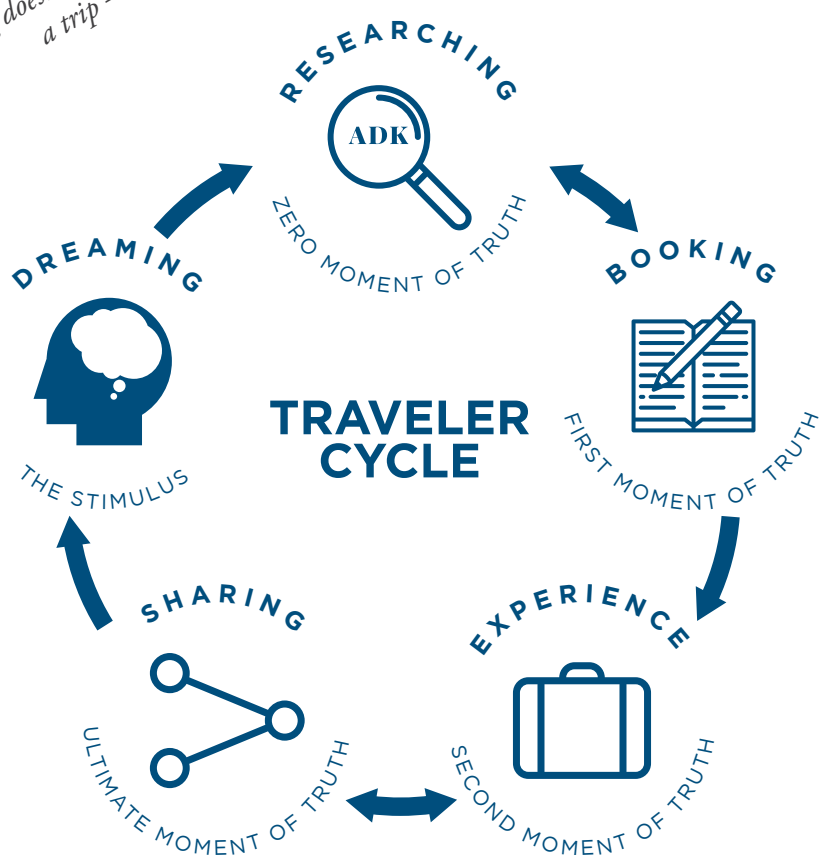 does
a trip
RESEARCHING
ADK
ZERO MOMENT OF TRUTH
BOOKING
FIRST MOMENT OF TRUTH
EXPERIENCE
SECOND MOMENT OF TRUTH
SHARING
ULTIMATE MOMENT OF TRUTH
DREAMING
THE STIMULUS
TRAVELER
CYCLE